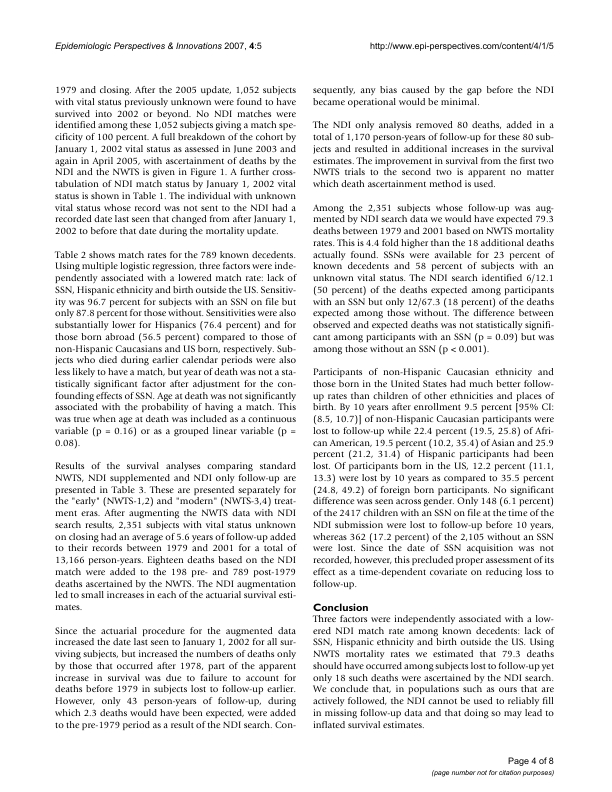 Epidemiologic Perspectives & Innovations 2007, 4:5
http://www.epi-perspectives.com/content/4/1/5
1979 and closing. After the 2005 update, 1,052 subjects
with vital status previously unknown were found to have
survived into 2002 or beyond. No NDI matches were
identified among these 1,052 subjects giving a match spe-
cificity of 100 percent. A full breakdown of the cohort by
January 1, 2002 vital status as assessed in June 2003 and
again in April 2005, with ascertainment of deaths by the
NDI and the NWTS is given in Figure 1. A further cross-
tabulation of NDI match status by January 1, 2002 vital
status is shown in Table 1. The individual with unknown
vital status whose record was not sent to the NDI had a
recorded date last seen that changed from after January 1,
2002 to before that date during the mortality update.
Table 2 shows match rates for the 789 known decedents.
Using multiple logistic regression, three factors were inde-
pendently associated with a lowered match rate: lack of
SSN, Hispanic ethnicity and birth outside the US. Sensitiv-
ity was 96.7 percent for subjects with an SSN on file but
only 87.8 percent for those without. Sensitivities were also
substantially lower for Hispanics (76.4 percent) and for
those born abroad (56.5 percent) compared to those of
non-Hispanic Caucasians and US born, respectively. Sub-
jects who died during earlier calendar periods were also
less likely to have a match, but year of death was not a sta-
tistically significant factor after adjustment for the con-
founding effects of SSN. Age at death was not significantly
associated with the probability of having a match. This
was true when age at death was included as a continuous
variable (p = 0.16) or as a grouped linear variable (p =
0.08).
Results of the survival analyses comparing standard
NWTS, NDI supplemented and NDI only follow-up are
presented in Table 3. These are presented separately for
the "early" (NWTS-1,2) and "modern" (NWTS-3,4) treat-
ment eras. After augmenting the NWTS data with NDI
search results, 2,351 subjects with vital status unknown
on closing had an average of 5.6 years of follow-up added
to their records between 1979 and 2001 for a total of
13,166 person-years. Eighteen deaths based on the NDI
match were added to the 198 pre- and 789 post-1979
deaths ascertained by the NWTS. The NDI augmentation
led to small increases in each of the actuarial survival esti-
mates.
Since the actuarial procedure for the augmented data
increased the date last seen to January 1, 2002 for all sur-
viving subjects, but increased the numbers of deaths only
by those that occurred after 1978, part of the apparent
increase in survival was due to failure to account for
deaths before 1979 in subjects lost to follow-up earlier.
However, only 43 person-years of follow-up, during
which 2.3 deaths would have been expected, were added
to the pre-1979 period as a result of the NDI search. Con-
sequently, any bias caused by the gap before the NDI
became operational would be minimal.
The NDI only analysis removed 80 deaths, added in a
total of 1,170 person-years of follow-up for these 80 sub-
jects and resulted in additional increases in the survival
estimates. The improvement in survival from the first two
NWTS trials to the second two is apparent no matter
which death ascertainment method is used.
Among the 2,351 subjects whose follow-up was aug-
mented by NDI search data we would have expected 79.3
deaths between 1979 and 2001 based on NWTS mortality
rates. This is 4.4 fold higher than the 18 additional deaths
actually found. SSNs were available for 23 percent of
known decedents and 58 percent of subjects with an
unknown vital status. The NDI search identified 6/12.1
(50 percent) of the deaths expected among participants
with an SSN but only 12/67.3 (18 percent) of the deaths
expected among those without. The difference between
observed and expected deaths was not statistically signifi-
cant among participants with an SSN (p = 0.09) but was
among those without an SSN (p < 0.001).
Participants of non-Hispanic Caucasian ethnicity and
those born in the United States had much better follow-
up rates than children of other ethnicities and places of
birth. By 10 years after enrollment 9.5 percent [95% CI:
(8.5, 10.7)] of non-Hispanic Caucasian participants were
lost to follow-up while 22.4 percent (19.5, 25.8) of Afri-
can American, 19.5 percent (10.2, 35.4) of Asian and 25.9
percent (21.2, 31.4) of Hispanic participants had been
lost. Of participants born in the US, 12.2 percent (11.1,
13.3) were lost by 10 years as compared to 35.5 percent
(24.8, 49.2) of foreign born participants. No significant
difference was seen across gender. Only 148 (6.1 percent)
of the 2417 children with an SSN on file at the time of the
NDI submission were lost to follow-up before 10 years,
whereas 362 (17.2 percent) of the 2,105 without an SSN
were lost. Since the date of SSN acquisition was not
recorded, however, this precluded proper assessment of its
effect as a time-dependent covariate on reducing loss to
follow-up.
Conclusion
Three factors were independently associated with a low-
ered NDI match rate among known decedents: lack of
SSN, Hispanic ethnicity and birth outside the US. Using
NWTS mortality rates we estimated that 79.3 deaths
should have occurred among subjects lost to follow-up yet
only 18 such deaths were ascertained by the NDI search.
We conclude that, in populations such as ours that are
actively followed, the NDI cannot be used to reliably fill
in missing follow-up data and that doing so may lead to
inflated survival estimates.
Page 4 of 8
(page number not for citation purposes)